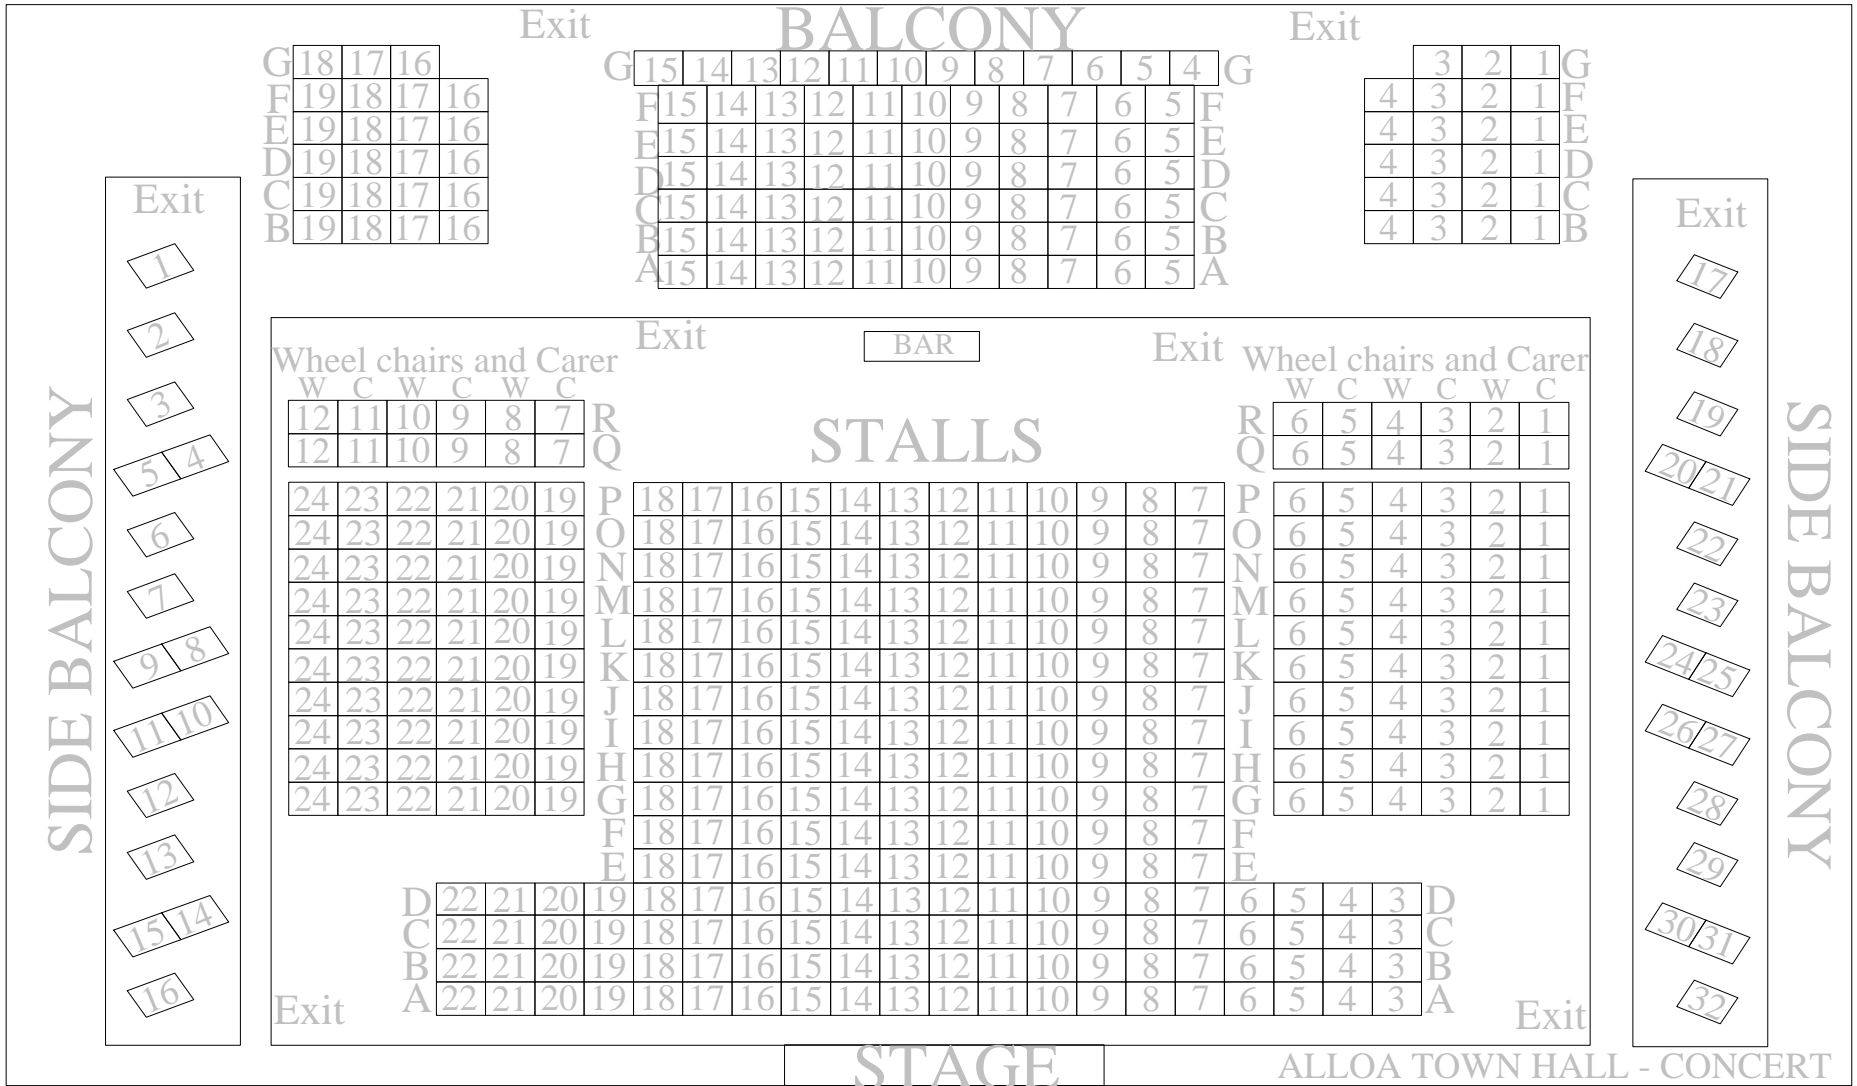 Exit BALCONY Exit
G 18 17 16 G 15 14 13 12 11 10 9 8 7 6 5 4 G 3 2 1 G
F 19 18 17 16 F 15 14 13 12 11 10 9 8 7 6 5 F 4 3 2 1 F
E 19 18 17 16 E 15 14 13 12 11 10 9 8 7 6 5 E 4 3 2 1 E
D 19 18 17 16 D 15 14 13 12 11 10 9 8 7 6 5 D 4 3 2 1 D
C 19 18 17 16 C 15 14 13 12 11 10 9 8 7 6 5 C 4 3 2 1 C
B 19 18 17 16 B 15 14 13 12 11 10 9 8 7 6 5 B 4 3 2 1 B
A 15 14 13 12 11 10 9 8 7 6 5 A
SIDE BALCONY
Exit
1
2
3
5 4
6
7
9 8
11 10
12
13
15 14
16
Exit BAR Exit
Wheel chairs and Carer Wheel chairs and Carer
W C W C W C W C W C W C
12 11 10 9 8 7 R STALLS R 6 5 4 3 2 1
12 11 10 9 8 7 Q Q 6 5 4 3 2 1
24 23 22 21 20 19 P 18 17 16 15 14 13 12 11 10 9 8 7 P 6 5 4 3 2 1
24 23 22 21 20 19 O 18 17 16 15 14 13 12 11 10 9 8 7 O 6 5 4 3 2 1
24 23 22 21 20 19 N 18 17 16 15 14 13 12 11 10 9 8 7 N 6 5 4 3 2 1
24 23 22 21 20 19 M 18 17 16 15 14 13 12 11 10 9 8 7 M 6 5 4 3 2 1
24 23 22 21 20 19 L 18 17 16 15 14 13 12 11 10 9 8 7 L 6 5 4 3 2 1
24 23 22 21 20 19 K 18 17 16 15 14 13 12 11 10 9 8 7 K 6 5 4 3 2 1
24 23 22 21 20 19 J 18 17 16 15 14 13 12 11 10 9 8 7 J 6 5 4 3 2 1
24 23 22 21 20 19 I 18 17 16 15 14 13 12 11 10 9 8 7 I 6 5 4 3 2 1
24 23 22 21 20 19 H 18 17 16 15 14 13 12 11 10 9 8 7 H 6 5 4 3 2 1
24 23 22 21 20 19 G 18 17 16 15 14 13 12 11 10 9 8 7 G 6 5 4 3 2 1
F 18 17 16 15 14 13 12 11 10 9 8 7 F
E 18 17 16 15 14 13 12 11 10 9 8 7 E
D 22 21 20 19 18 17 16 15 14 13 12 11 10 9 8 7 6 5 4 3 D
C 22 21 20 19 18 17 16 15 14 13 12 11 10 9 8 7 6 5 4 3 C
B 22 21 20 19 18 17 16 15 14 13 12 11 10 9 8 7 6 5 4 3 B
A 22 21 20 19 18 17 16 15 14 13 12 11 10 9 8 7 6 5 4 3 A
Exit Exit
Exit
17
18
19
20 21
22
23
24 25
26 27
28
29
30 31
32
SIDE BALCONY
STAGE
ALLOA TOWN HALL - CONCERT